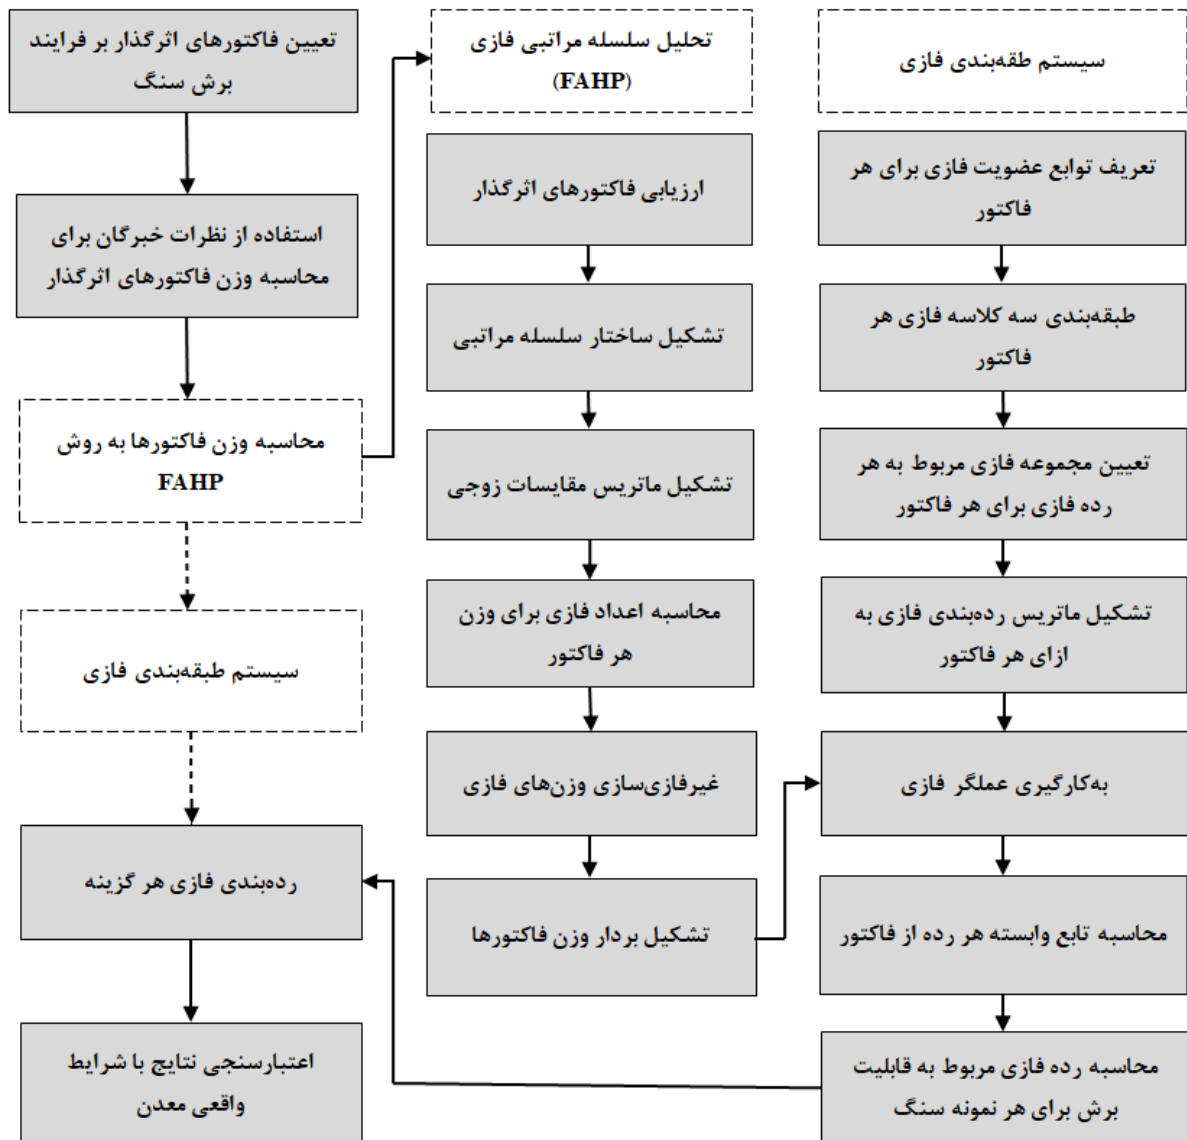 تعیین فاکتورهای اثرگذار بر فرایند
برش سنگ
استفاده از نظرات خبرگان برای
محاسبه وزن فاکتورهای اثرگذار
محاسبه وزن فاکتورها به روش
FAHP
سیستم طبقه‌بندی فازی
رده‌بندی فازی هر گزینه
اعتبارسنجی نتایج با شرایط
واقعی معدن
تحلیل سلسله مراتبی فازی
(FAHP)
ارزیابی فاکتورهای اثرگذار
تشکیل ساختار سلسله مراتبی
تشکیل ماتریس مقایسات زوجی
محاسبه اعداد فازی برای وزن
هر فاکتور
غیرفازی‌سازی وزن‌های فازی
تشکیل بردار وزن فاکتورها
سیستم طقه‌بندی فازی
تعریف توابع عضویت فازی برای هر
فاکتور
طبقه‌بندی سه کلاسه فازی هر
فاکتور
تعیین مجموعه فازی مربوط به هر
رده فازی برای هر فاکتور
تشکیل ماتریس رده‌بندی فازی به
ازای هر فاکتور
به‌کارگیری عملگر فازی
محاسبه تابع وابسته هر رده از فاکتور
محاسبه رده فازی مربوط به قابلیت
برش برای هر نمونه سنگ